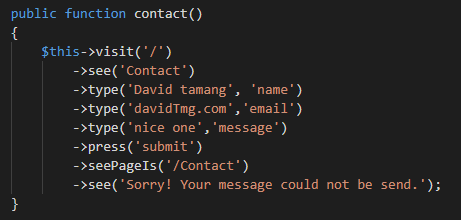 public function contact()
{
    $this->visit('/')
        ->see('Contact')
        ->type('David tamang', 'name')
        ->type('davidTmg.com','email')
        ->type('nice one','message')
        ->press('submit')
        ->seePageIs('/Contact')
        ->see('Sorry! Your message could not be send.');
}